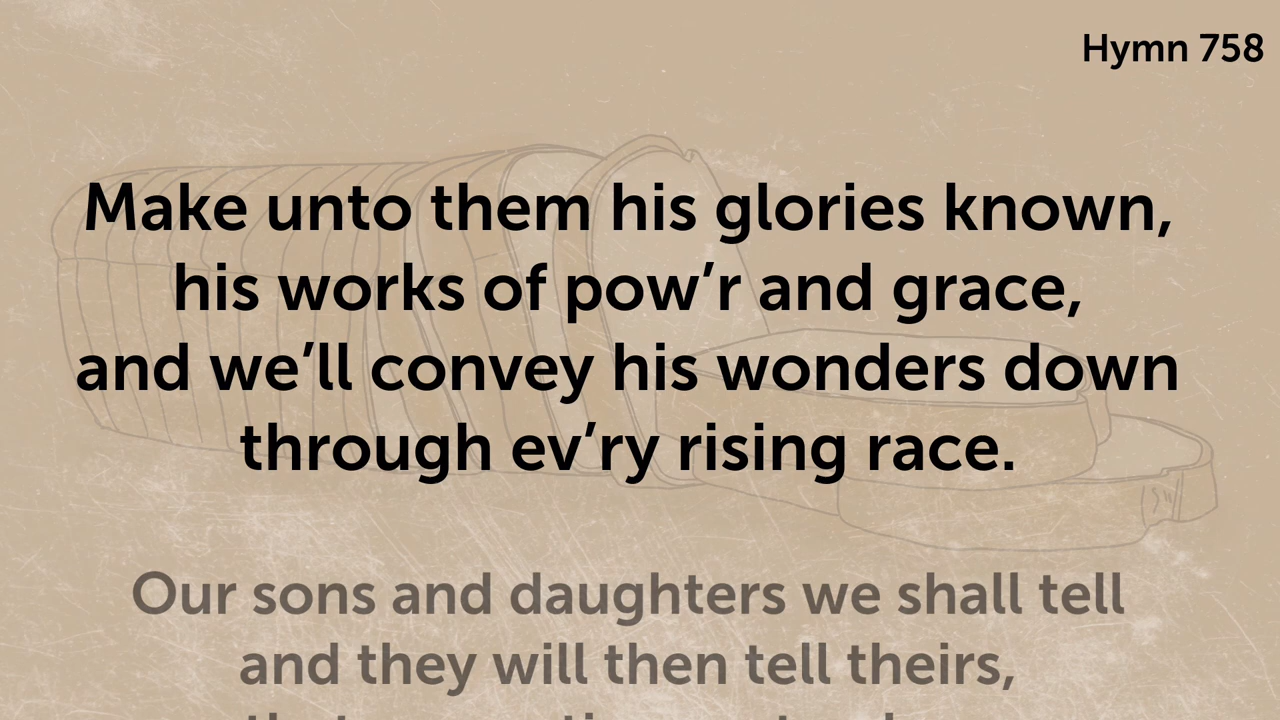 Hymn 758
Make unto them his glories known,
his works of pow’r and grace,
and we’ll convey his wonders down
through ev’ry rising race.
Our sons and daughters we shall tell
and they will then tell theirs,